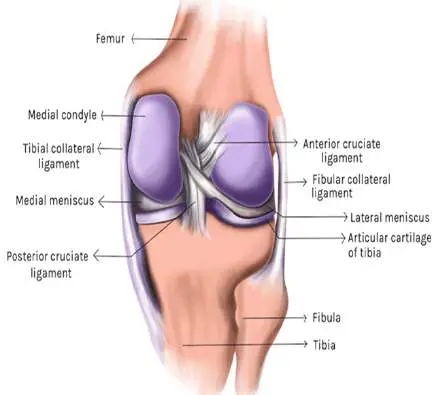 Femur
Medial condyle
Tibial collateral
ligament
Medial meniscus
Posterior cruciate
ligament
Anterior cruciate
ligament
Fibular collateral
ligament
Lateral meniscus
Articular cartilage
of tibia
Fibula
Tibia